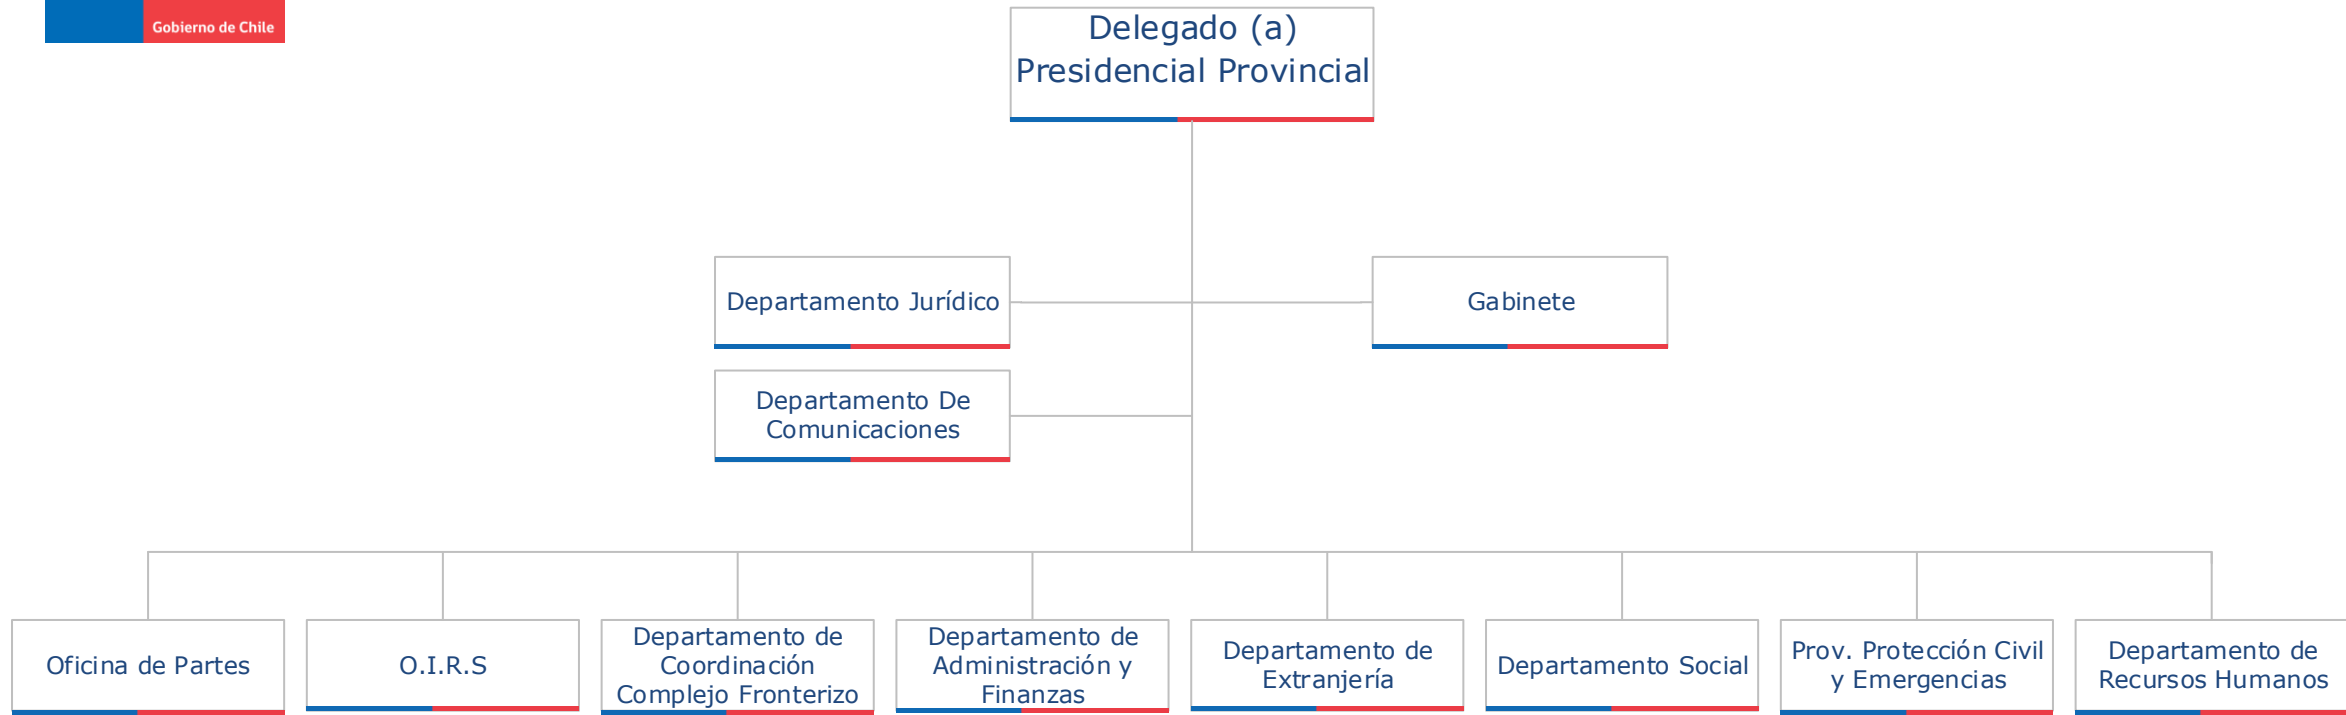 Gobierno de Chile
Delegado (a)
Presidencial Provincial
Departamento Jurídico
Gabinete
Departamento De
Comunicaciones
Oficina de Partes
O.I.R.S
Departamento de
Coordinación
Complejo Fronterizo
Departamento de
Administración y
Finanzas
Departamento de
Extranjería
Departamento Social
Prov. Protección Civil
y Emergencias
Departamento de
Recursos Humanos